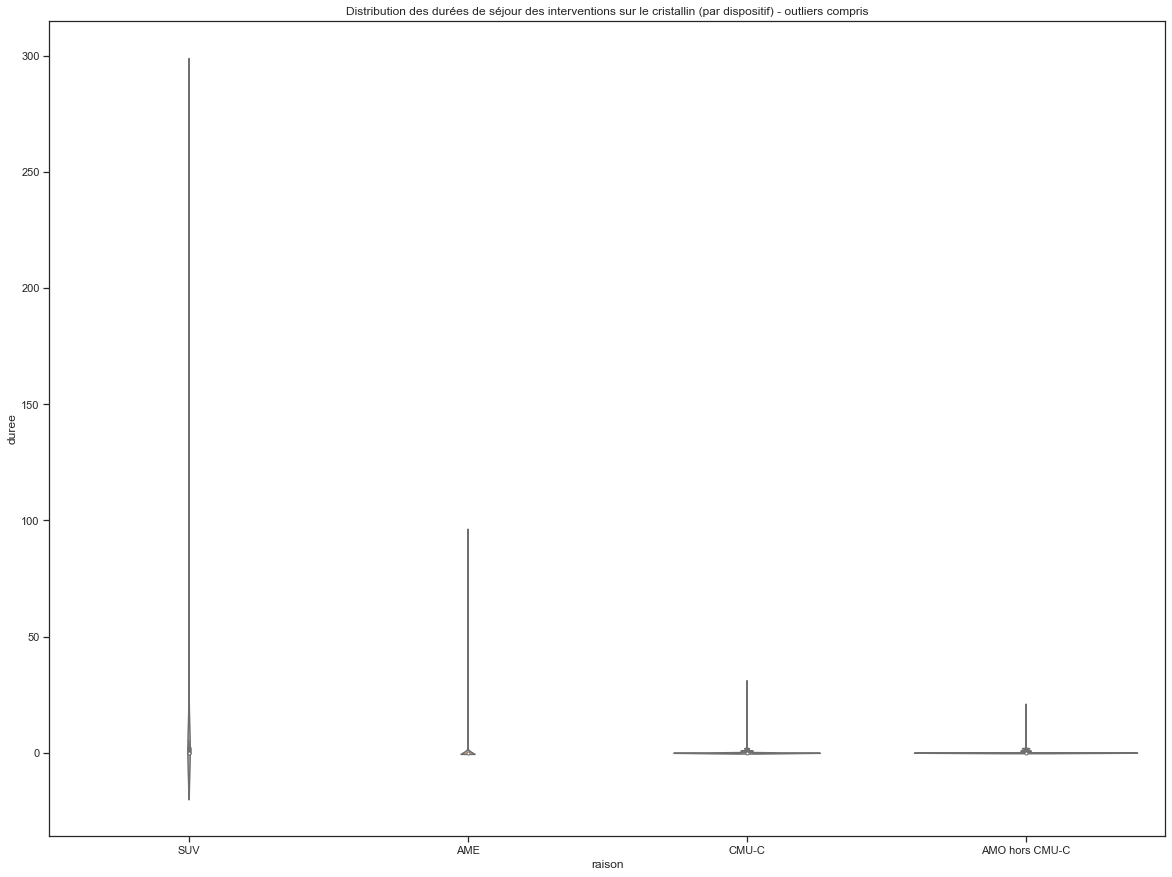 Distribution des durées de séjour des interventions sur le cristallin (par dispositif) - outliers compris
300
250
200
150
100
50
0
duree
SUV AME CMU-C AMO hors CMU-C
raison